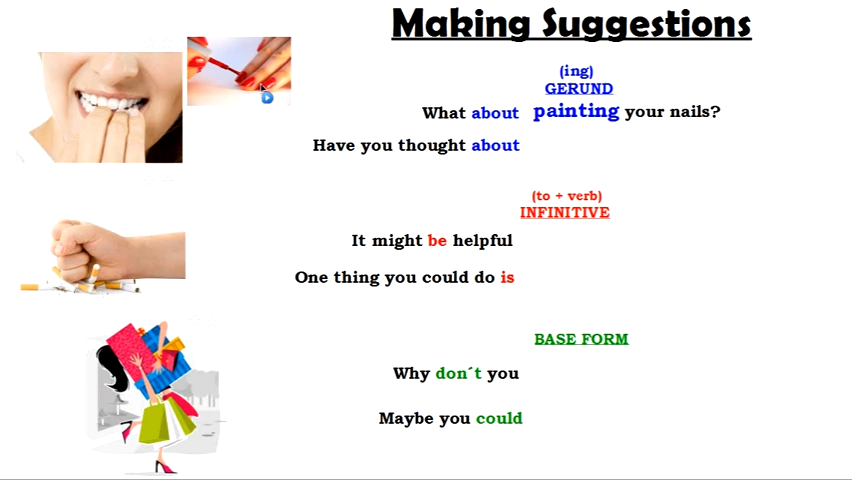 Making Suggestions
(ing)
GERUND
What about painting your nails?
Have you thought about
(to + verb)
INFINITIVE
It might be helpful
One thing you could do is
BASE FORM
Why don´t you
Maybe you could